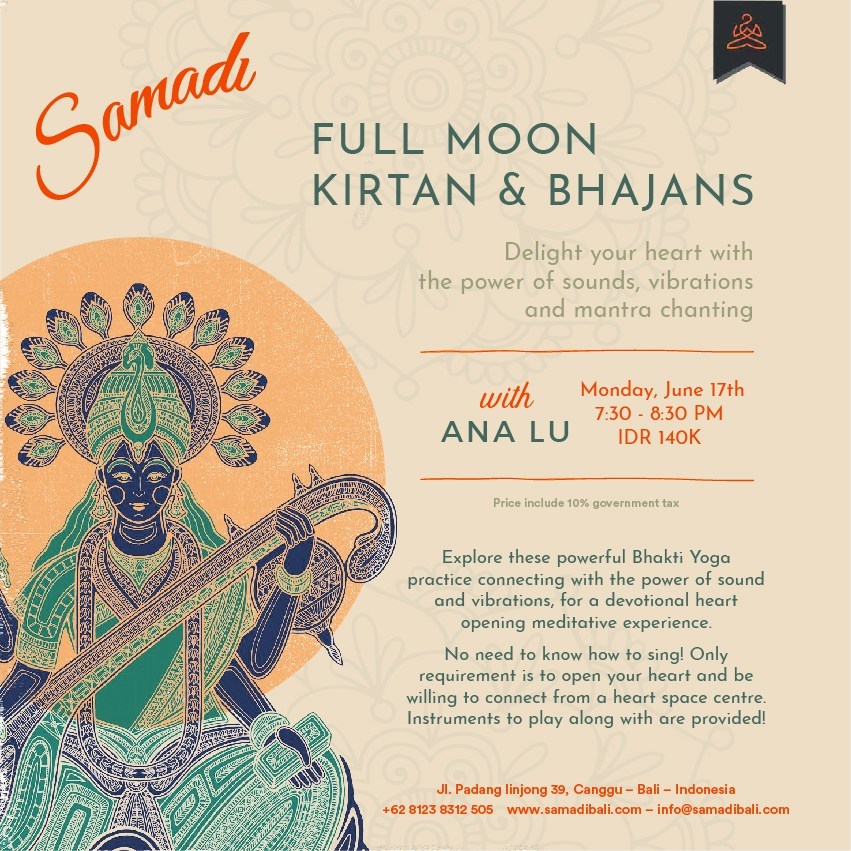 Samadi
FULL MOON
KIRTAN & BHAJANS
Delight your heart with
the power of sounds, vibrations
and mantra chanting
with
ANA LU
Monday, June 17th
7:30 - 8:30 PM
IDR 140K
Price include 10% government tax
Explore these powerful Bhakti Yoga
practice connecting with the power of sound
and vibrations, for a devotional heart
opening meditative experience.
No need to know how to sing! Only
requirement is to open your heart and be
willing to connect from a heart space centre.
Instruments to play along with are provided!
Jl. Padang linjong 39, Canggu – Bali – Indonesia
+62 8123 8312 505 www.samadibali.com – info@samadibali.com